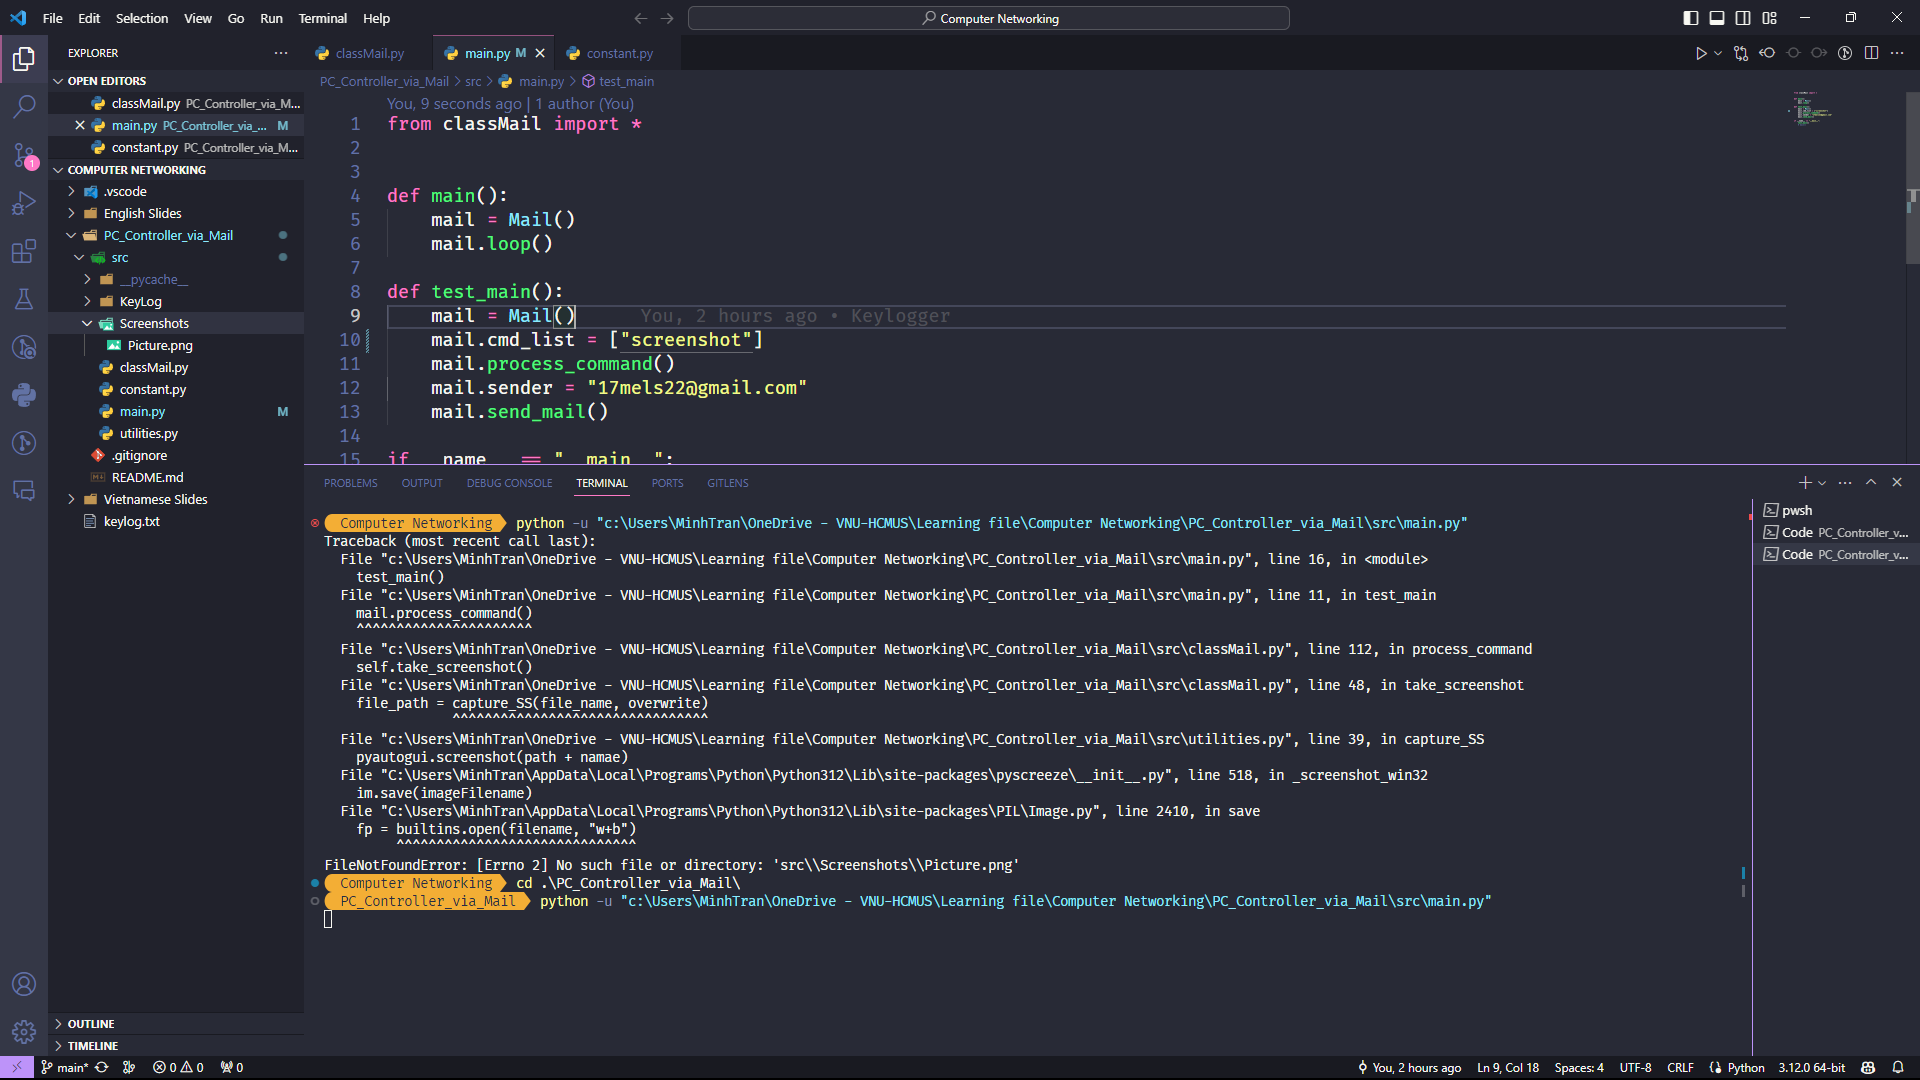 File Edit Selection View Go Run Terminal Help
Computer Networking
EXPLORER
OPEN EDITORS
classMail.py PC_Controller_via_M...
main.py PC_Controller_via_... M
constant.py PC_Controller_via_M...
COMPUTER NETWORKING
.vscode
English Slides
PC_Controller_via_Mail
src
__pycache__
KeyLog
Screenshots
Picture.png
classMail.py
constant.py
main.py M
utilities.py
.gitignore
README.md
Vietnamese Slides
keylog.txt
OUTLINE
TIMELINE
classMail.py
main.py M
constant.py
PC_Controller_via_Mail > src > main.py > test_main
You, 9 seconds ago | 1 author (You)
1 from classMail import *
2
3
4 def main():
5 mail = Mail()
6 mail.loop()
7
8 def test_main():
9 mail = Mail() You, 2 hours ago • Keylogger
10 mail.cmd_list = ["screenshot"]
11 mail.process_command()
12 mail.sender = "17mels22@gmail.com"
13 mail.send_mail()
14
15 if __name__ == "__main__":
PROBLEMS OUTPUT DEBUG CONSOLE TERMINAL PORTS GITLENS
Computer Networking python -u "c:\Users\MinhTran\OneDrive - VNU-HCMUS\Learning file\Computer Networking\PC_Controller_via_Mail\src\main.py"
Traceback (most recent call last):
File "c:\Users\MinhTran\OneDrive - VNU-HCMUS\Learning file\Computer Networking\PC_Controller_via_Mail\src\main.py", line 16, in <module>
test_main()
File "c:\Users\MinhTran\OneDrive - VNU-HCMUS\Learning file\Computer Networking\PC_Controller_via_Mail\src\main.py", line 11, in test_main
mail.process_command()
^^^^^^^^^^^^^^^^^^^^^^
File "c:\Users\MinhTran\OneDrive - VNU-HCMUS\Learning file\Computer Networking\PC_Controller_via_Mail\src\classMail.py", line 112, in process_command
self.take_screenshot()
File "c:\Users\MinhTran\OneDrive - VNU-HCMUS\Learning file\Computer Networking\PC_Controller_via_Mail\src\classMail.py", line 48, in take_screenshot
file_path = capture_SS(file_name, overwrite)
^^^^^^^^^^^^^^^^^^^^^^^^^^^^^^^^
File "c:\Users\MinhTran\OneDrive - VNU-HCMUS\Learning file\Computer Networking\PC_Controller_via_Mail\src\utilities.py", line 39, in capture_SS
pyautogui.screenshot(path + namae)
File "C:\Users\MinhTran\AppData\Local\Programs\Python\Python312\Lib\site-packages\pyscreeze\__init__.py", line 518, in _screenshot_win32
im.save(imageFilename)
File "C:\Users\MinhTran\AppData\Local\Programs\Python\Python312\Lib\site-packages\PIL\Image.py", line 2410, in save
fp = builtins.open(filename, "w+b")
^^^^^^^^^^^^^^^^^^^^^^^^^^^^^^
FileNotFoundError: [Errno 2] No such file or directory: 'src\\Screenshots\\Picture.png'
Computer Networking cd .\PC_Controller_via_Mail\
PC_Controller_via_Mail python -u "c:\Users\MinhTran\OneDrive - VNU-HCMUS\Learning file\Computer Networking\PC_Controller_via_Mail\src\main.py"
pwsh
Code PC_Controller_v...
Code PC_Controller_v...
1
main* 0 0 0
You, 2 hours ago Ln 9, Col 18 Spaces: 4 UTF-8 CRLF Python 3.12.0 64-bit